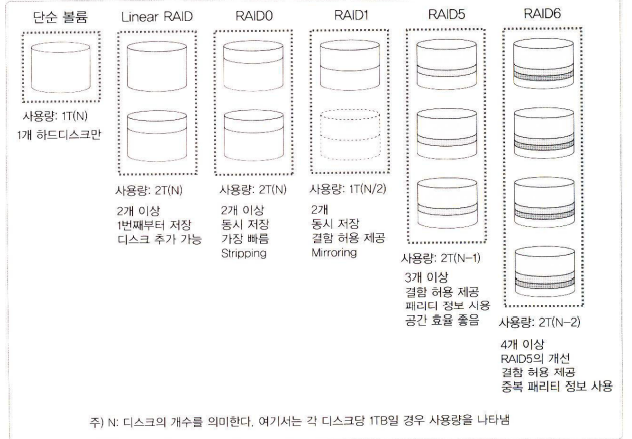 단순 볼륨
사용량: 1T(N)
1개 하드디스크만
Linear RAID
사용량: 2T(N)
2개 이상
1번째부터 저장
디스크 추가 가능
RAID0
사용량: 2T(N)
2개 이상
동시 저장
가장 빠름
Stripping
RAID1
사용량: 1T(N/2)
2개
동시 저장
결함 허용 제공
Mirroring
RAID5
사용량: 2T(N-1)
3개 이상
결함 허용 제공
패리디 정보 사용
공간 효율 좋음
RAID6
사용량: 2T(N-2)
4개 이상
RAID5의 개선
결함 허용 제공
중복 패리티 정보 사용
주) N: 디스크의 개수를 의미한다. 여기서는 각 디스크당 1TB일 경우 사용량을 나타냄